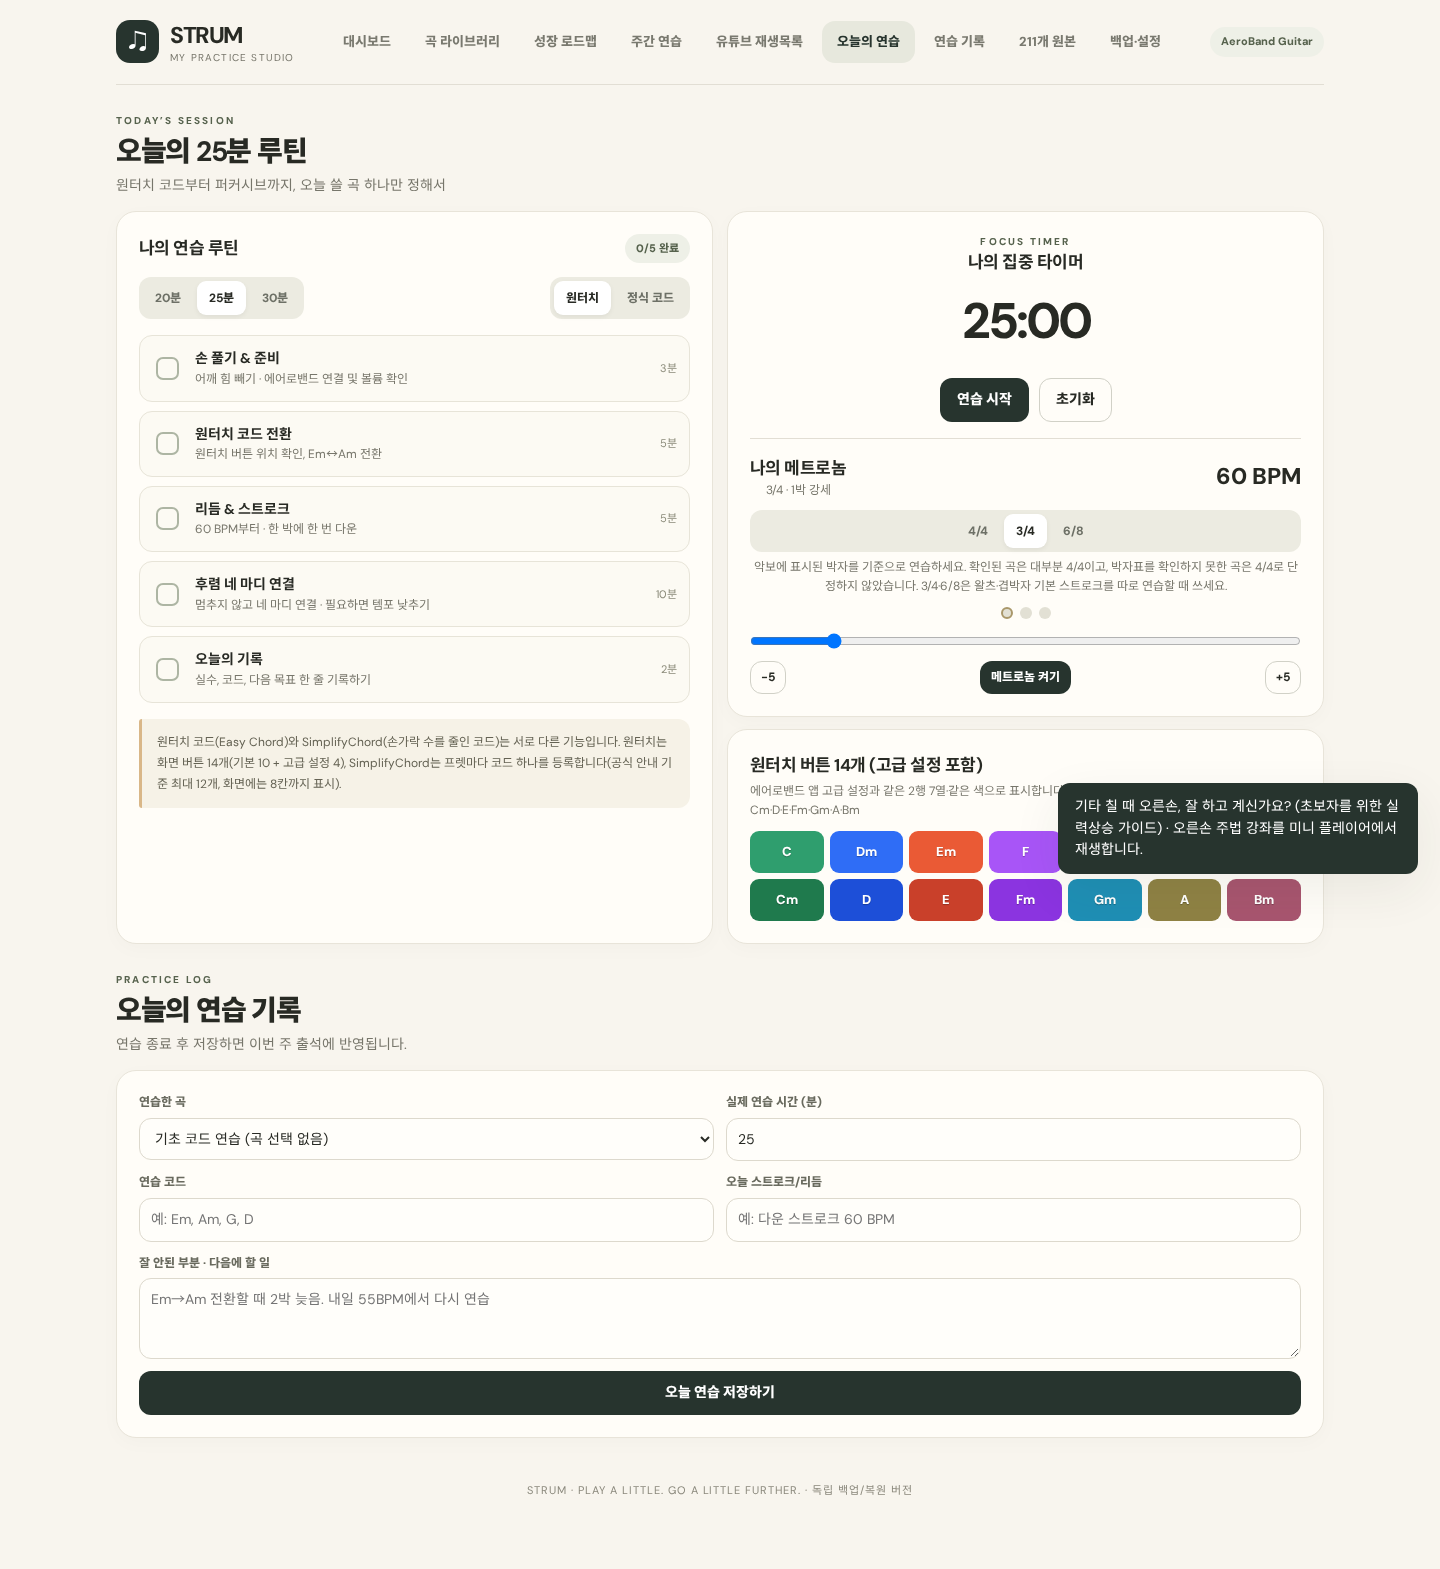 STRUM
MY PRACTICE STUDIO
대시보드
곡 라이브러리
성장 로드맵
주간 연습
유튜브 재생목록
오늘의 연습
연습 기록
211개 원본
백업·설정
AeroBand Guitar
TODAY'S SESSION
오늘의 25분 루틴
원터치 코드부터 퍼커시브까지, 오늘 쓸 곡 하나만 정해서
나의 연습 루틴
0/5 완료
20분
25분
30분
원터치
정식 코드
손 풀기 & 준비
어깨 힘 빼기 · 에어로밴드 연결 및 볼륨 확인
3분
원터치 코드 전환
원터치 버튼 위치 확인, Em↔Am 전환
5분
리듬 & 스트로크
60 BPM부터 · 한 박에 한 번 다운
5분
후렴 네 마디 연결
멈추지 않고 네 마디 연결 · 필요하면 템포 낮추기
10분
오늘의 기록
실수, 코드, 다음 목표 한 줄 기록하기
2분
원터치 코드(Easy Chord)와 SimplifyChord(손가락 수를 줄인 코드)는 서로 다른 기능입니다. 원터치는
화면 버튼 14개(기본 10 + 고급 설정 4), SimplifyChord는 프렛마다 코드 하나를 등록합니다(공식 안내 기
준 최대 12개, 화면에는 8칸까지 표시).
FOCUS TIMER
나의 집중 타이머
25:00
연습 시작
초기화
나의 메트로놈
3/4 · 1박 강세
60 BPM
4/4
3/4
6/8
악보에 표시된 박자를 기준으로 연습하세요. 확인된 곡은 대부분 4/4이고, 박자표를 확인하지 못한 곡은 4/4로 단
정하지 않았습니다. 3/4·6/8은 왈츠·겹박자 기본 스트로크를 따로 연습할 때 쓰세요.
-5
메트로놈 켜기
+5
원터치 버튼 14개 (고급 설정 포함)
에어로밴드 앱 고급 설정과 같은 2행 7열·같은 색으로 표시합니다
Cm·D·E·Fm·Gm·A·Bm
기타 칠 때 오른손, 잘 하고 계신가요? (초보자를 위한 실
력상승 가이드) · 오른손 주법 강좌를 미니 플레이어에서
재생합니다.
C
Dm
Em
F
Cm
D
E
Fm
Gm
A
Bm
PRACTICE LOG
오늘의 연습 기록
연습 종료 후 저장하면 이번 주 출석에 반영됩니다.
연습한 곡
기초 코드 연습 (곡 선택 없음)
실제 연습 시간 (분)
25
연습 코드
예: Em, Am, G, D
오늘 스트로크/리듬
예: 다운 스트로크 60 BPM
잘 안된 부분 · 다음에 할 일
Em→Am 전환할 때 2박 늦음. 내일 55BPM에서 다시 연습
오늘 연습 저장하기
STRUM · PLAY A LITTLE. GO A LITTLE FURTHER. · 독립 백업/복원 버전